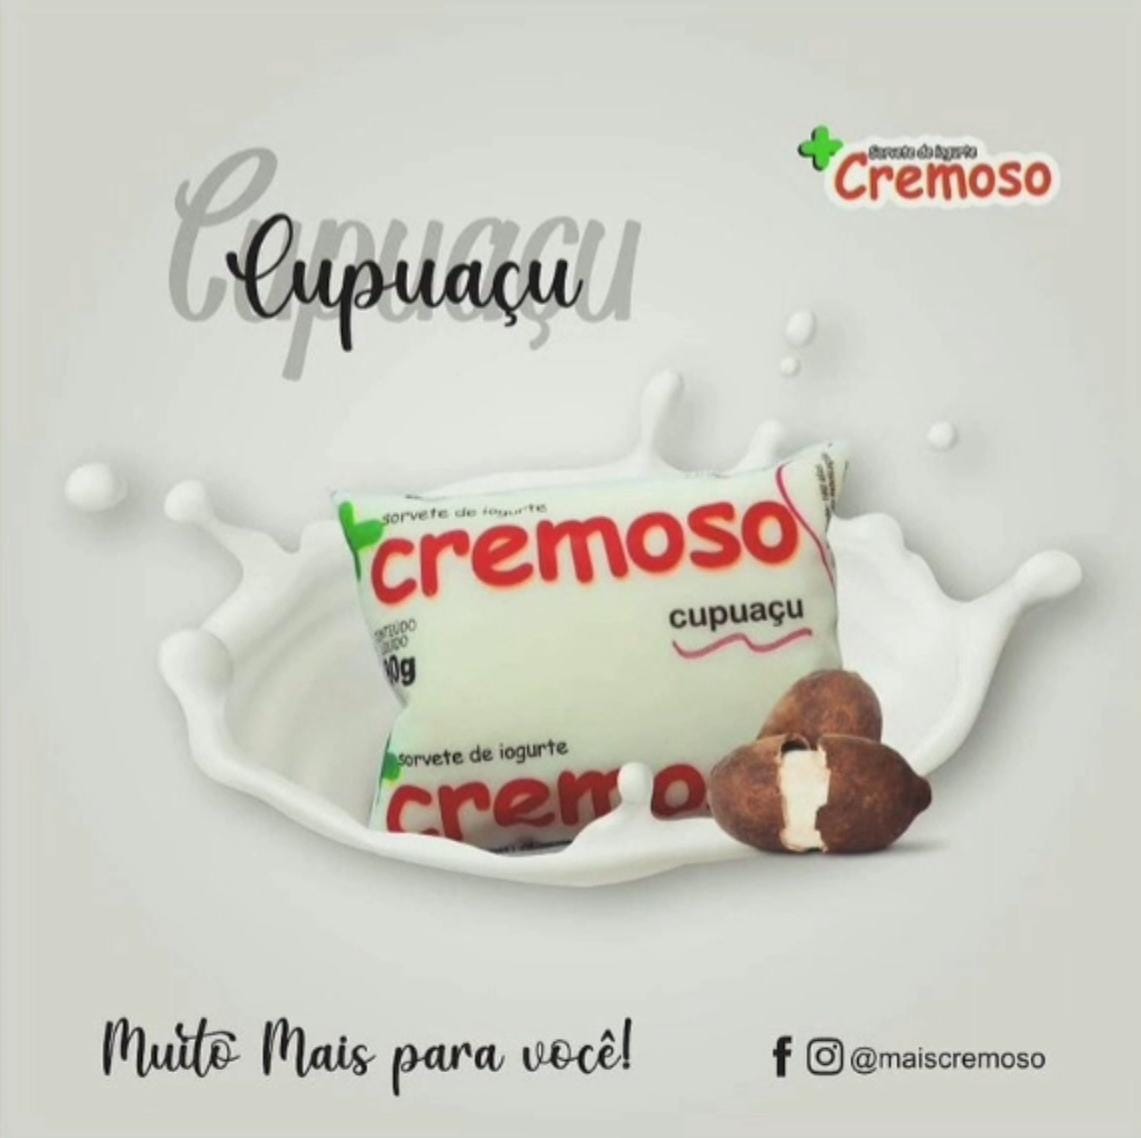 Sorvete de iogurte
Cremoso
Cupuaçu
Cupuaçu
sorvete de iogurte
cremoso
cupuaçu
sorvete de iogurte
Muito Mais para você!
@maiscremoso